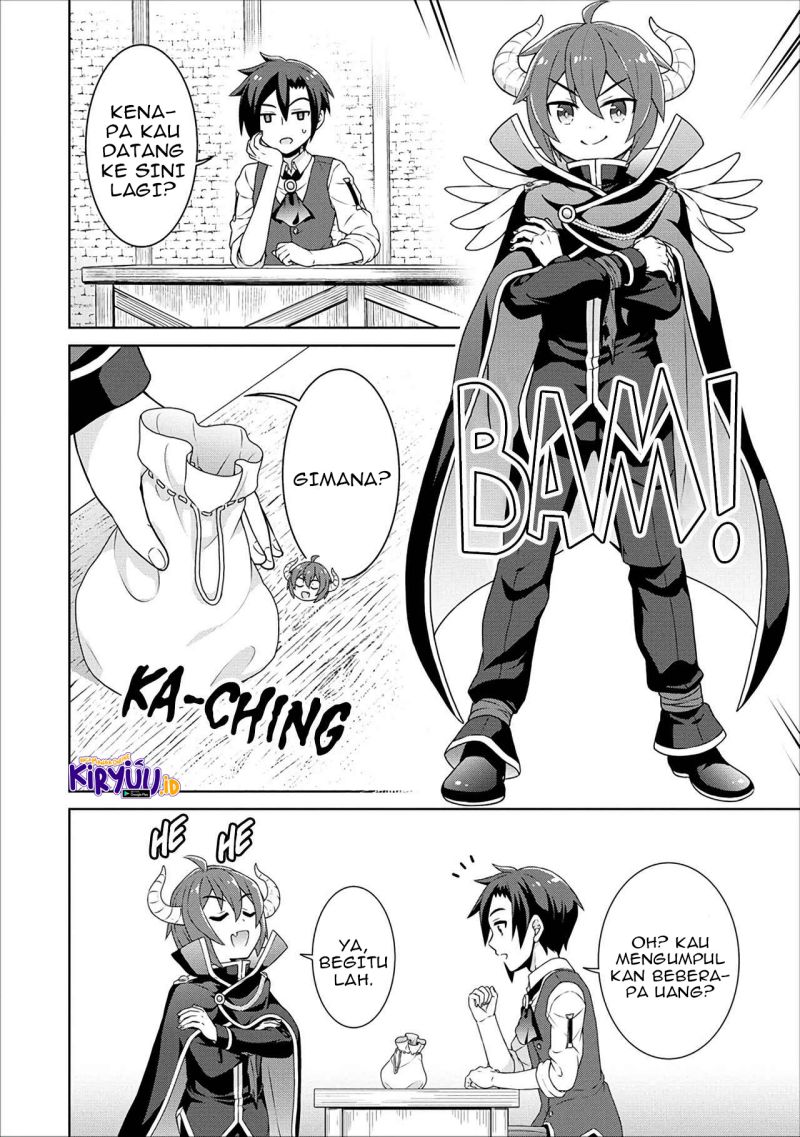 KENA-
PA KAU
DATANG
KE SINI
LAGI?
BAM!
GIMANA?
KA-CHING
KIRYUU.ID
HE HE
YA,
BEGITU
LAH.
OH? KAU
MENGUMPUL
KAN BEBERA-
PA UANG?